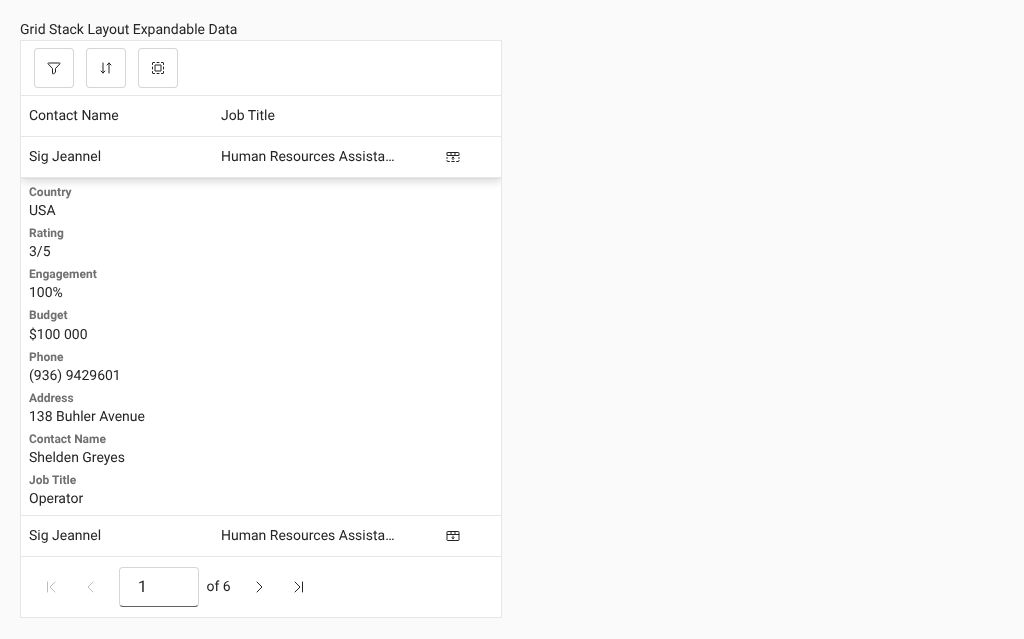 Grid Stack Layout Expandable Data
Contact Name Job Title
Sig Jeannel Human Resources Assista...
Country
USA
Rating
3/5
Engagement
100%
Budget
$100 000
Phone
(936) 9429601
Address
138 Buhler Avenue
Contact Name
Shelden Greyes
Job Title
Operator
Sig Jeannel Human Resources Assista...
1 of 6